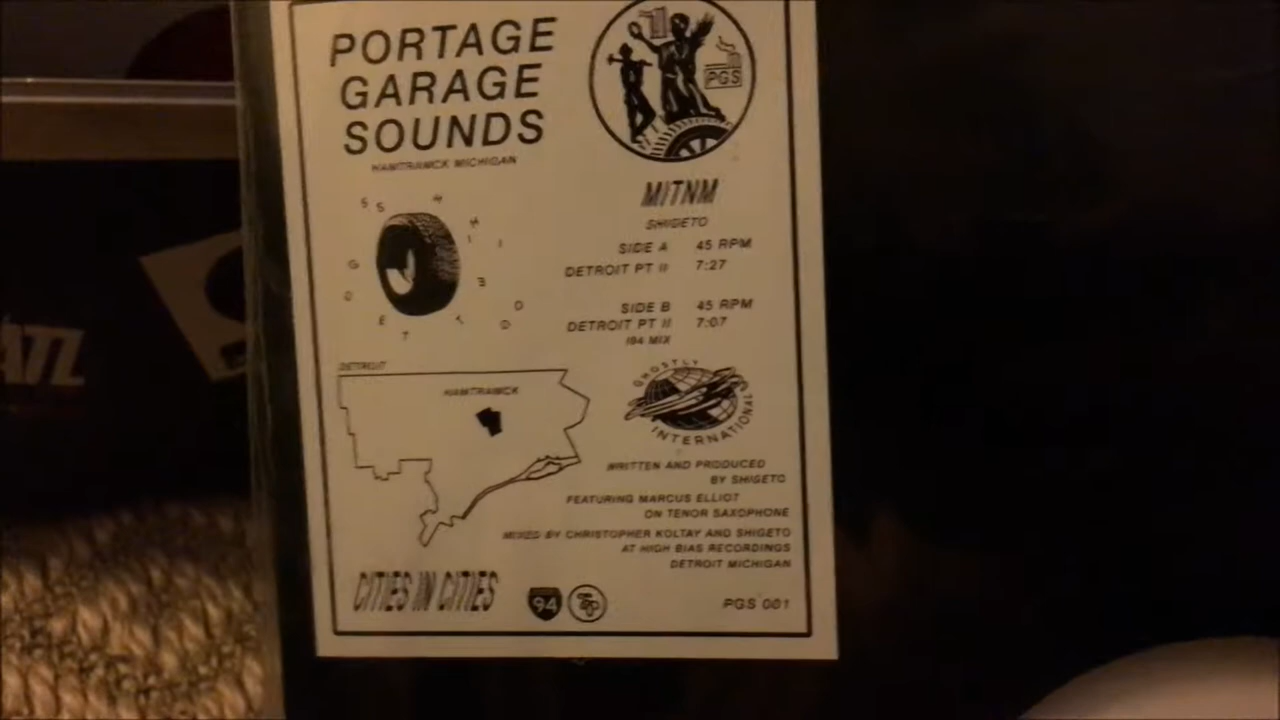 PORTAGE
GARAGE
SOUNDS
HAMTRAMCK MICHIGAN
PGS
MITNM
SHIGETO
SIDE A 45 RPM
DETROIT PT II 7:27
SIDE B 45 RPM
DETROIT PT II 7:07
I94 MIX
GHOSTLY
INTERNATIONAL
DETROIT
HAMTRAMCK
WRITTEN AND PRODUCED
BY SHIGETO
FEATURING MARCUS ELLIOT
ON TENOR SAXOPHONE
MIXED BY CHRISTOPHER KOLTAY AND SHIGETO
AT HIGH BIAS RECORDINGS
DETROIT MICHIGAN
CITIES IN CITIES
94
PGS 001
ATL